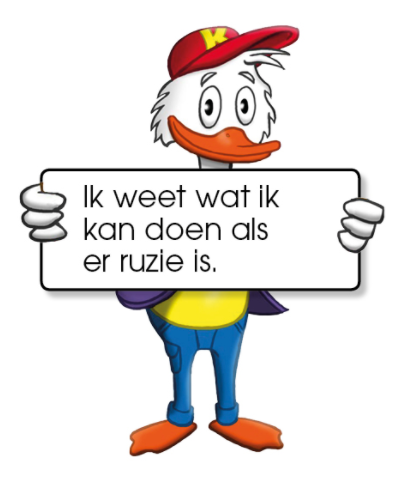 K
Ik weet wat ik
kan doen als
er ruzie is.